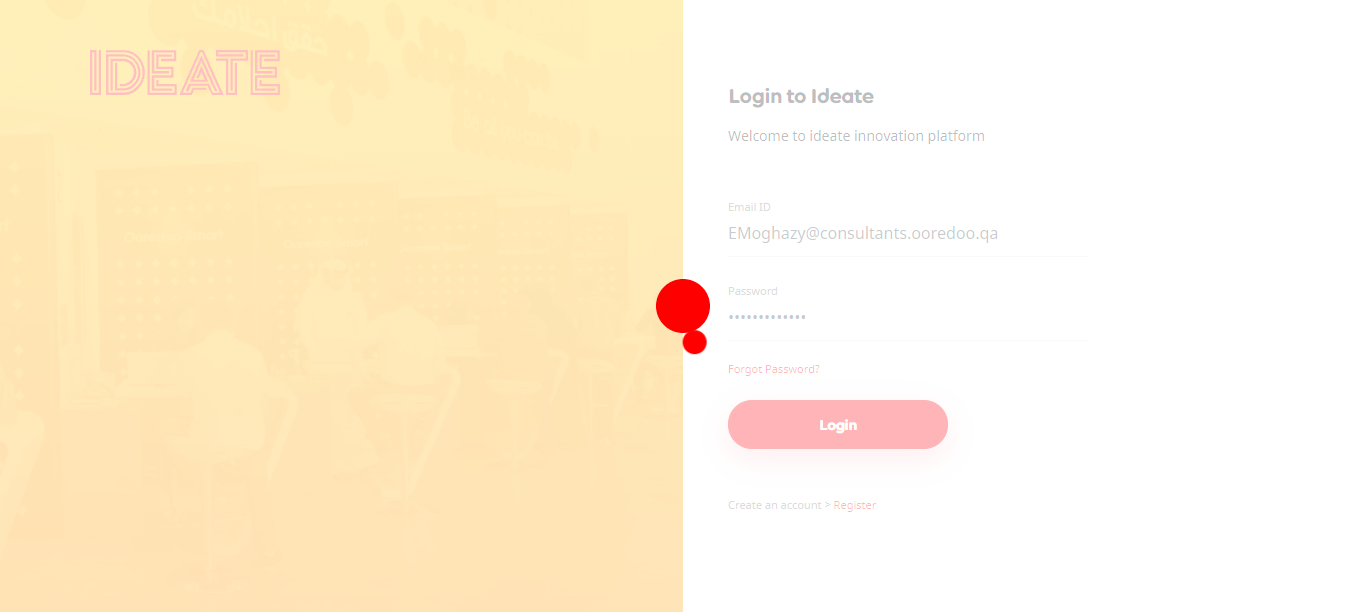 IDEATE
Login to Ideate
Welcome to ideate innovation platform
Email ID
EMoghazy@consultants.ooredoo.qa
Password
•••••••••••••
Forgot Password?
Login
Create an account > Register